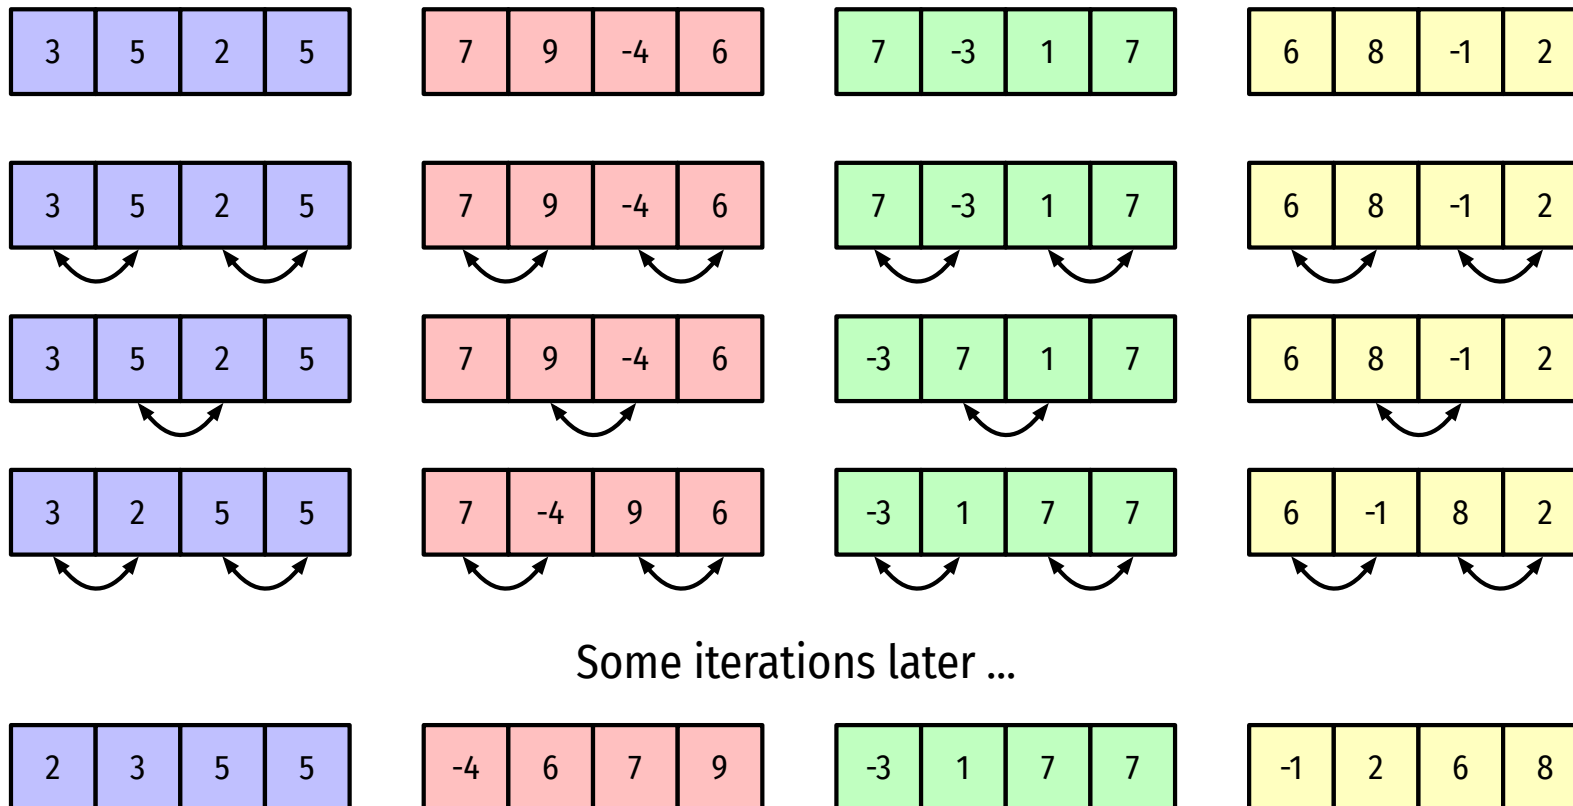 3 5 2 5 7 9 -4 6 7 -3 1 7 6 8 -1 2
3 5 2 5 7 9 -4 6 7 -3 1 7 6 8 -1 2
3 5 2 5 7 9 -4 6 -3 7 1 7 6 8 -1 2
3 2 5 5 7 -4 9 6 -3 1 7 7 6 -1 8 2
Some iterations later ...
2 3 5 5 -4 6 7 9 -3 1 7 7 -1 2 6 8